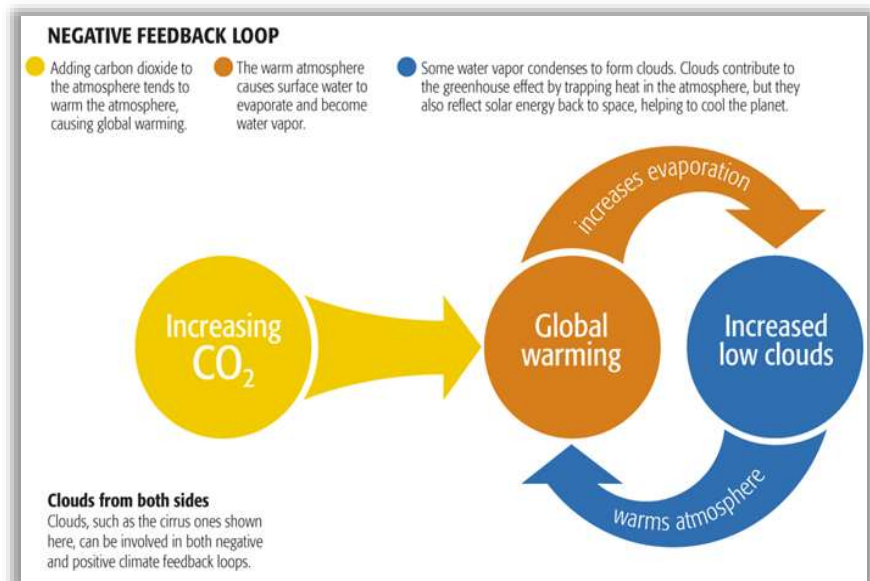 NEGATIVE FEEDBACK LOOP
Adding carbon dioxide to
the atmosphere tends to
warm the atmosphere,
causing global warming.
The warm atmosphere
causes surface water to
evaporate and become
water vapor.
Some water vapor condenses to form clouds. Clouds contribute to
the greenhouse effect by trapping heat in the atmosphere, but they
also reflect solar energy back to space, helping to cool the planet.
increases evaporation
Increasing
CO₂
Global
warming
Increased
low clouds
warms atmosphere
Clouds from both sides
Clouds, such as the cirrus ones shown
here, can be involved in both negative
and positive climate feedback loops.